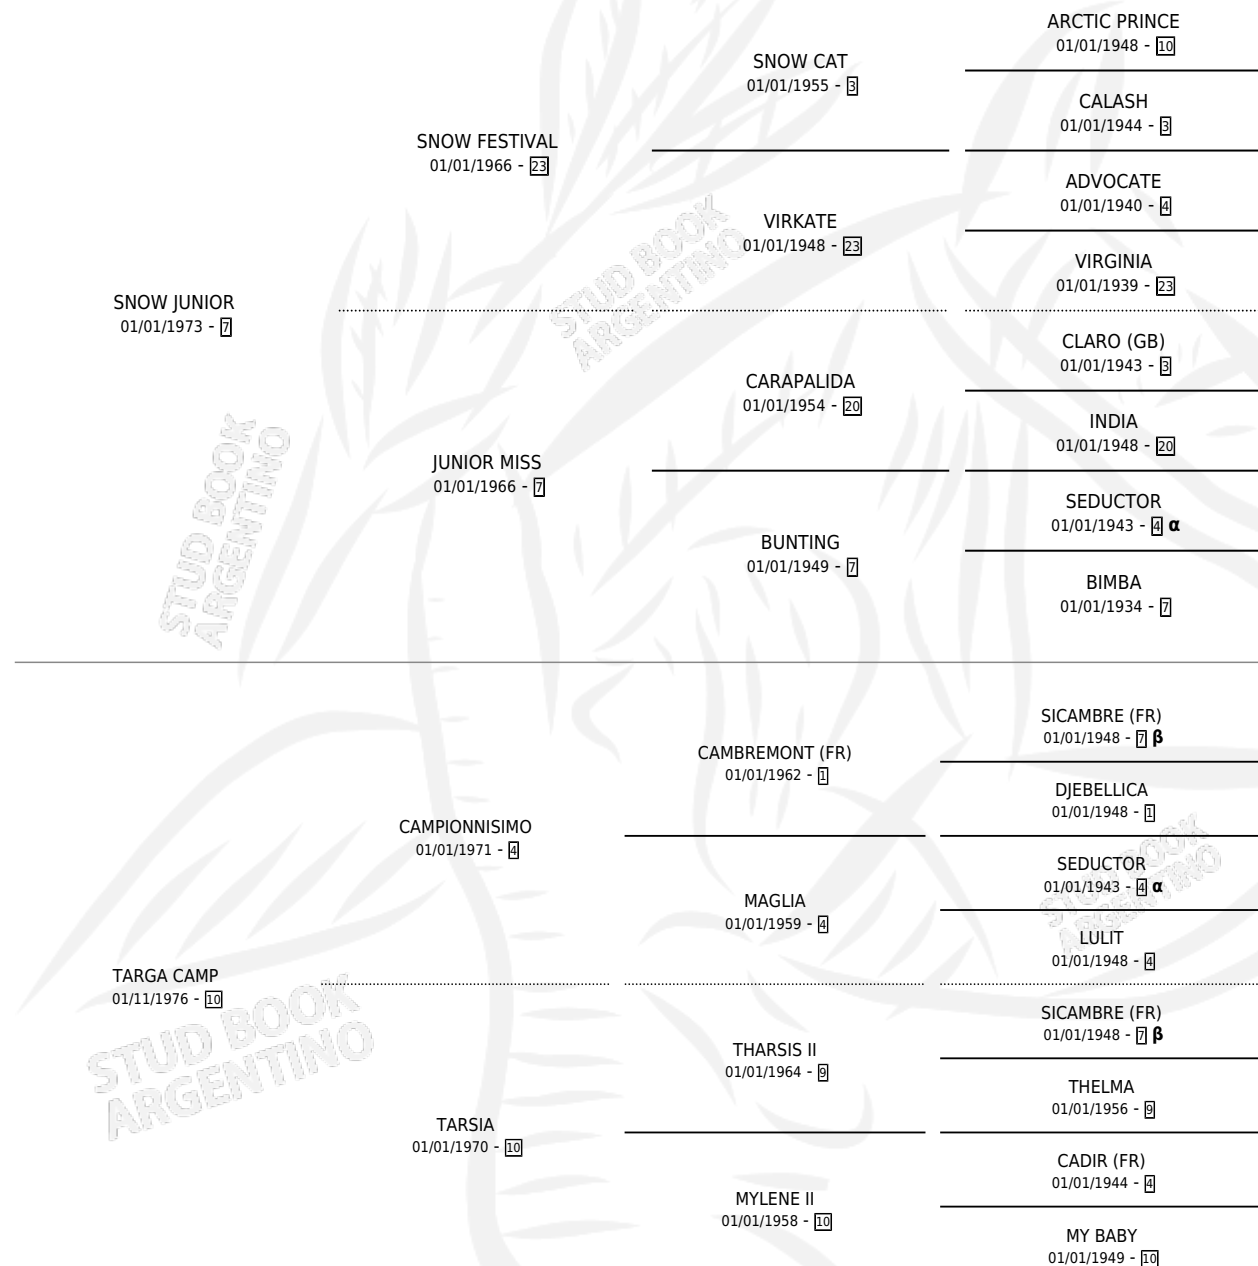 ARCTIC PRINCE
01/01/1948 - 10
SNOW CAT
01/01/1955 - 3
CALASH
01/01/1944 - 3
SNOW FESTIVAL
01/01/1966 - 23
ADVOCATE
01/01/1940 - 4
VIRKATE
01/01/1948 - 23
VIRGINIA
01/01/1939 - 23
STUD BOOK
ARGENTINO
SNOW JUNIOR
01/01/1973 - 7
CLARO (GB)
01/01/1943 - 3
CARAPALIDA
01/01/1954 - 20
INDIA
01/01/1948 - 20
JUNIOR MISS
01/01/1966 - 7
SEDUCTOR
01/01/1943 - 4 α
BUNTING
01/01/1949 - 7
BIMBA
01/01/1934 - 7
STUD BOOK
ARGENTINO
SICAMBRE (FR)
01/01/1948 - 7 β
CAMBREMONT (FR)
01/01/1962 - 1
DJEBELLICA
01/01/1948 - 1
CAMPIONNISIMO
01/01/1971 - 4
SEDUCTOR
01/01/1943 - 4 α
MAGLIA
01/01/1959 - 4
LULIT
01/01/1948 - 4
STUD BOOK
ARGENTINO
TARGA CAMP
01/11/1976 - 10
SICAMBRE (FR)
01/01/1948 - 7 β
THARSIS II
01/01/1964 - 9
THELMA
01/01/1956 - 9
STUD BOOK
ARGENTINO
TARSIA
01/01/1970 - 10
CADIR (FR)
01/01/1944 - 4
MYLENE II
01/01/1958 - 10
MY BABY
01/01/1949 - 10